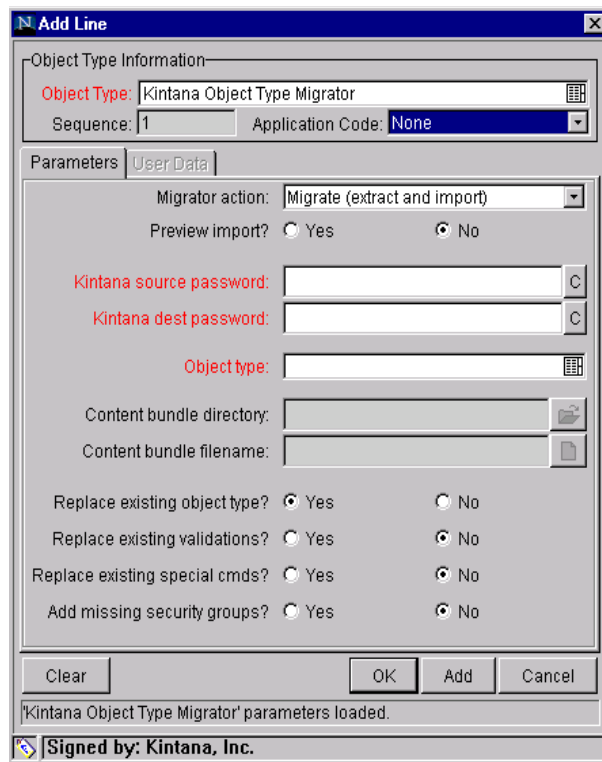 Add Line
Object Type Information
Object Type: Kintana Object Type Migrator
Sequence: 1 Application Code: None
Parameters User Data
Migrator action: Migrate (extract and import)
Preview import? Yes No
Kintana source password: C
Kintana dest password: C
Object type:
Content bundle directory:
Content bundle filename:
Replace existing object type? Yes No
Replace existing validations? Yes No
Replace existing special cmds? Yes No
Add missing security groups? Yes No
Clear OK Add Cancel
'Kintana Object Type Migrator' parameters loaded.
Signed by: Kintana, Inc.